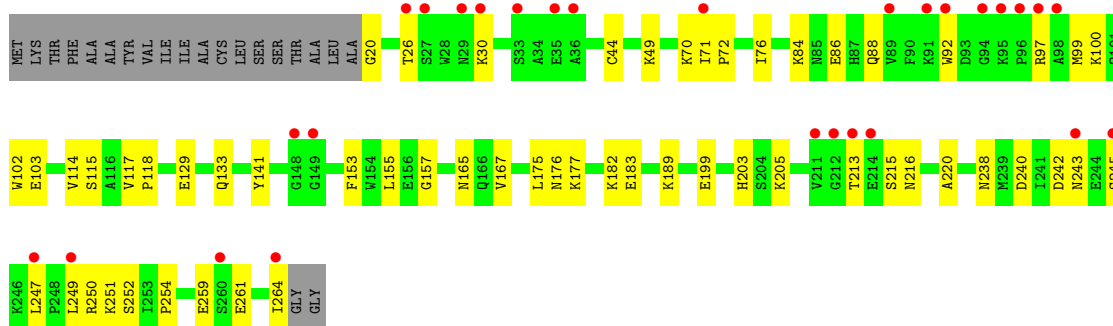 MET LYS THR PHE ALA ALA TYR VAL ILE ILE ALA CYS LEU SER SER THR ALA LEU ALA G20 T26 S27 W28 N29 K30 S33 A34 E35 A36 C44 K49 K70 I71 P72 I76 K84 N85 E86 H87 Q88 V89 F90 K91 W92 D93 G94 K95 P96 R97 A98 M99 K100
W102 E103 V114 S115 A116 V117 P118 E129 Q133 Y141 G148 G149 F153 W154 L155 E156 G157 N165 Q166 V167 L175 N176 K177 K182 E183 K189 E199 H203 S204 K205 V211 G212 T213 E214 S215 N216 A220 N238 M239 D240 I241 D242 N243 E244
K246 L247 P248 L249 R250 K251 S252 I253 P254 E259 S260 E261 I264 GLY GLY